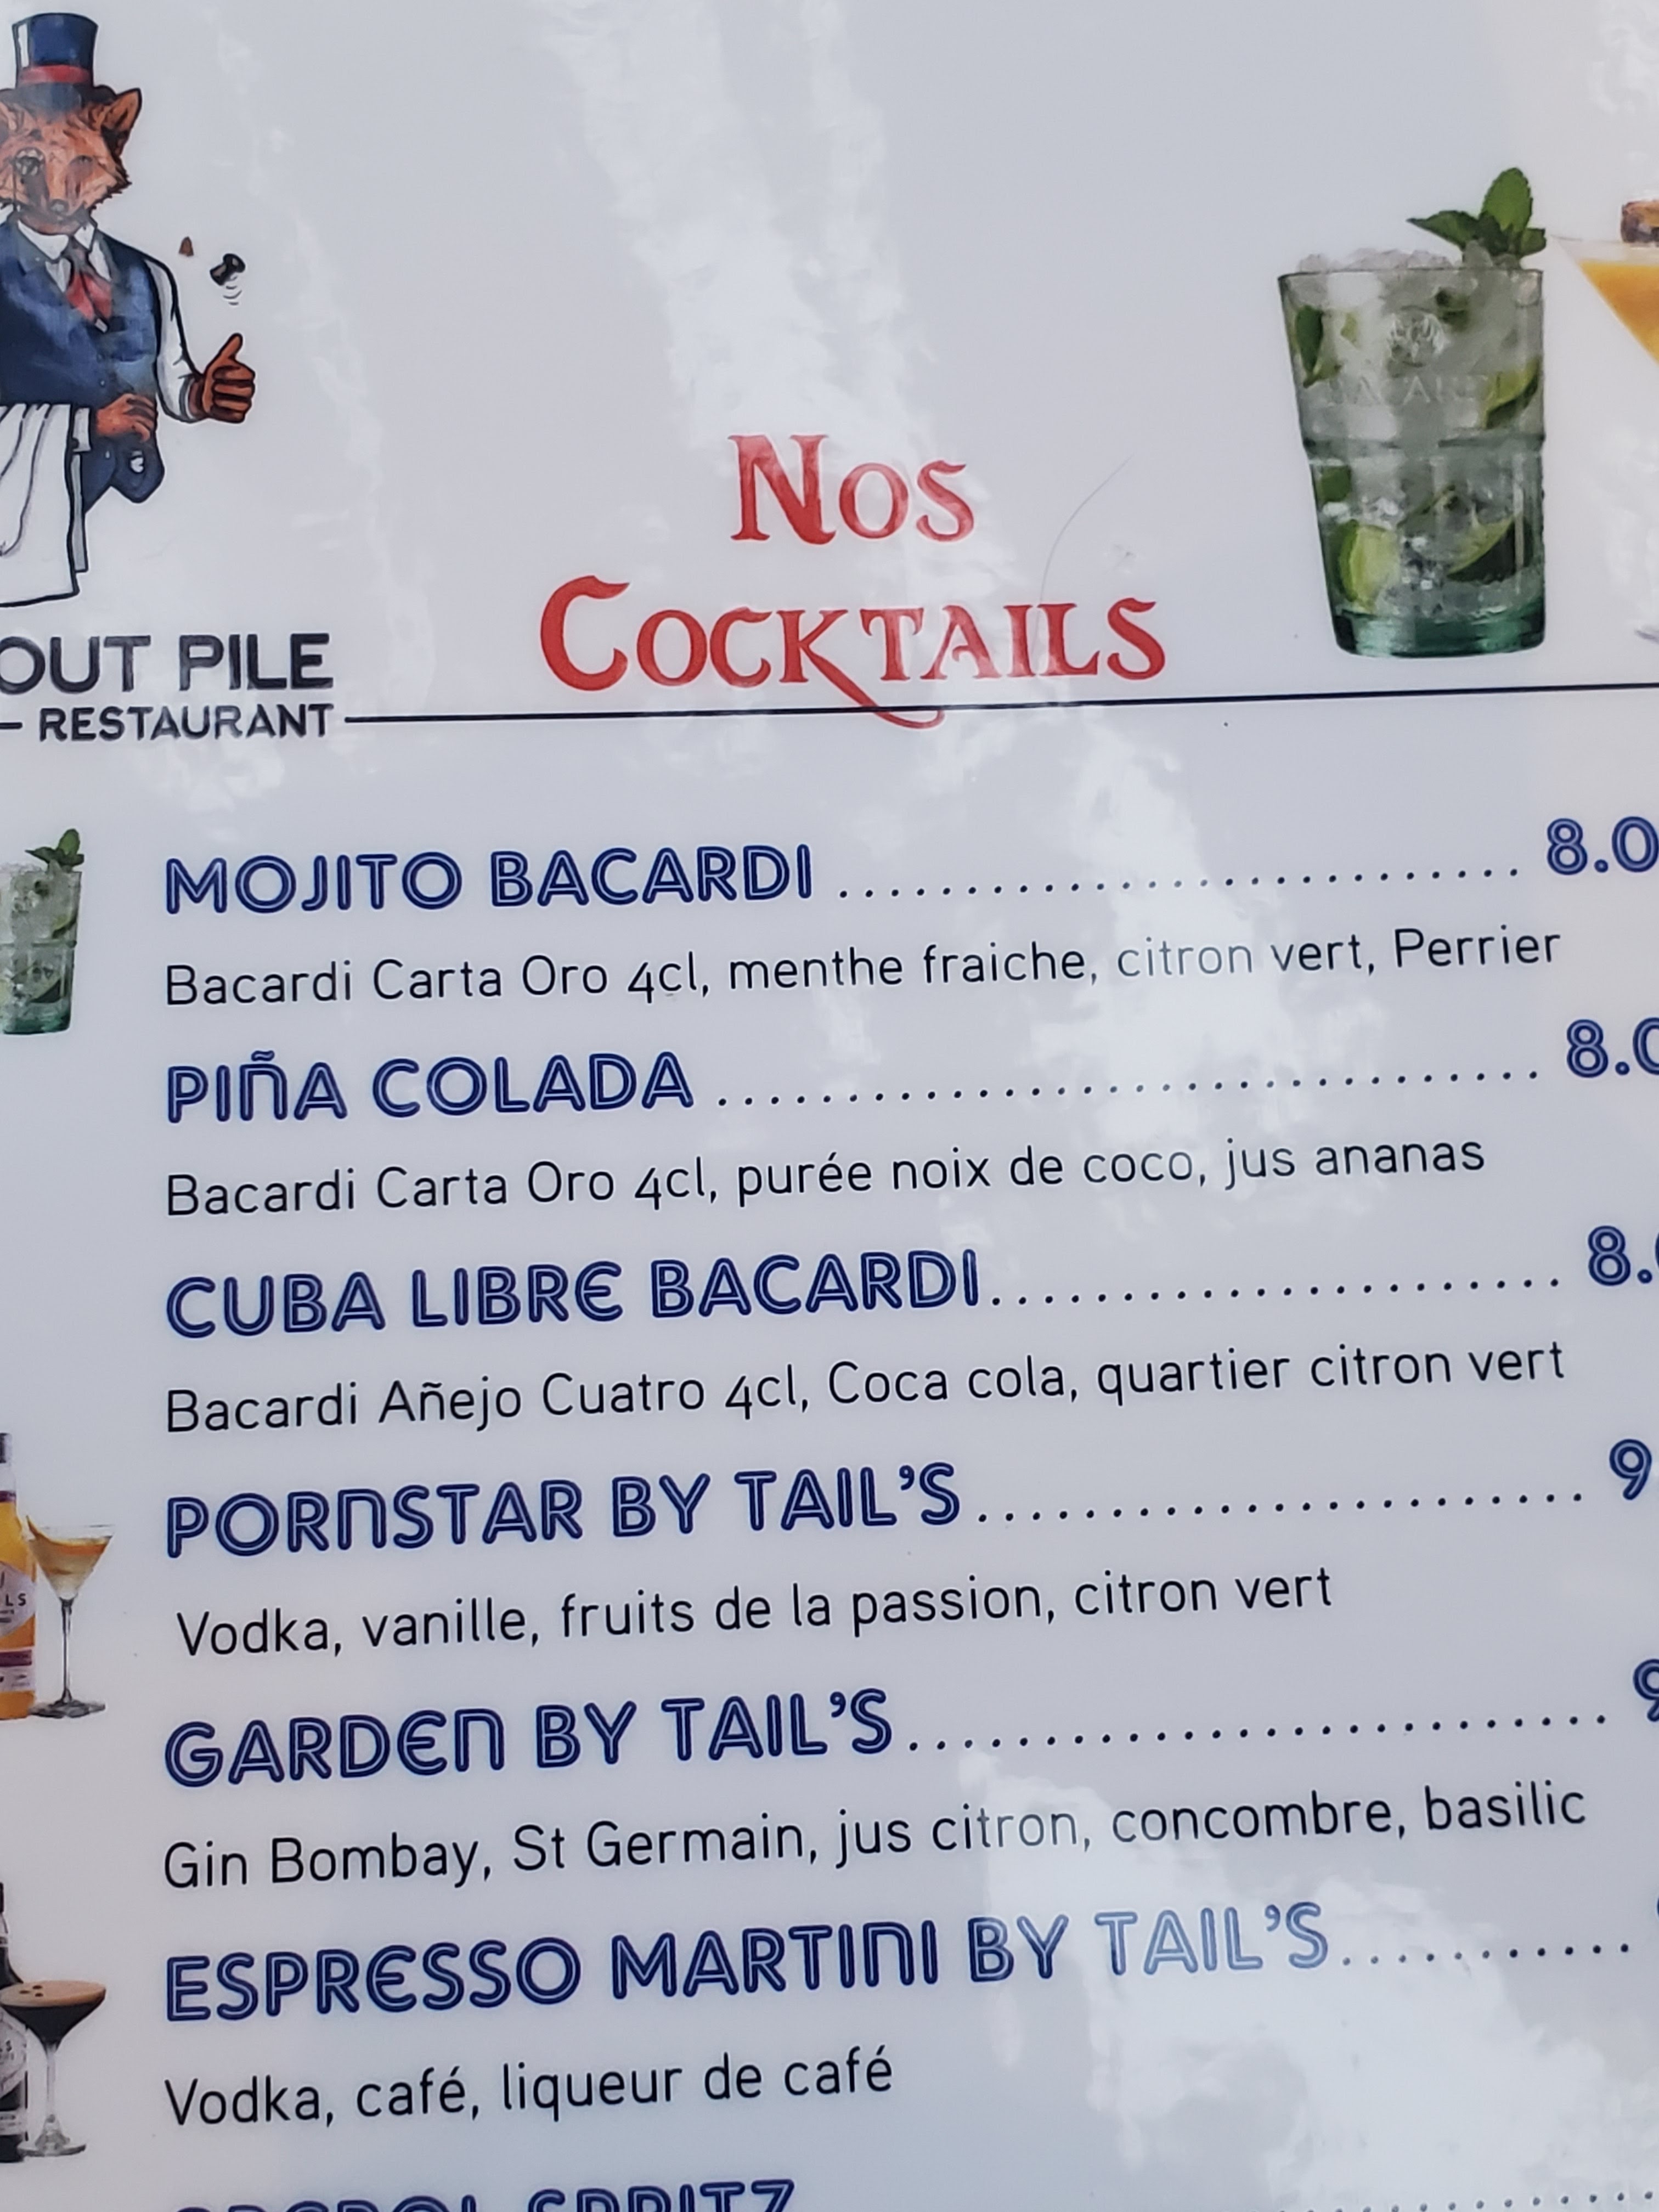 OUT PILE
RESTAURANT
Nos
Cocktails
MOJITO BACARDI .......................... 8.0
Bacardi Carta Oro 4cl, menthe fraiche, citron vert, Perrier
PIÑA COLADA ............................... 8.0
Bacardi Carta Oro 4cl, purée noix de coco, jus ananas
CUBA LIBRE BACARDI...................... 8.
Bacardi Añejo Cuatro 4cl, Coca cola, quartier citron vert
PORNSTAR BY TAIL'S....................... 9
Vodka, vanille, fruits de la passion, citron vert
GARDEN BY TAIL'S.......................... 9
Gin Bombay, St Germain, jus citron, concombre, basilic
ESPRESSO MARTINI BY TAIL'S...........
Vodka, café, liqueur de café
SPRITZ